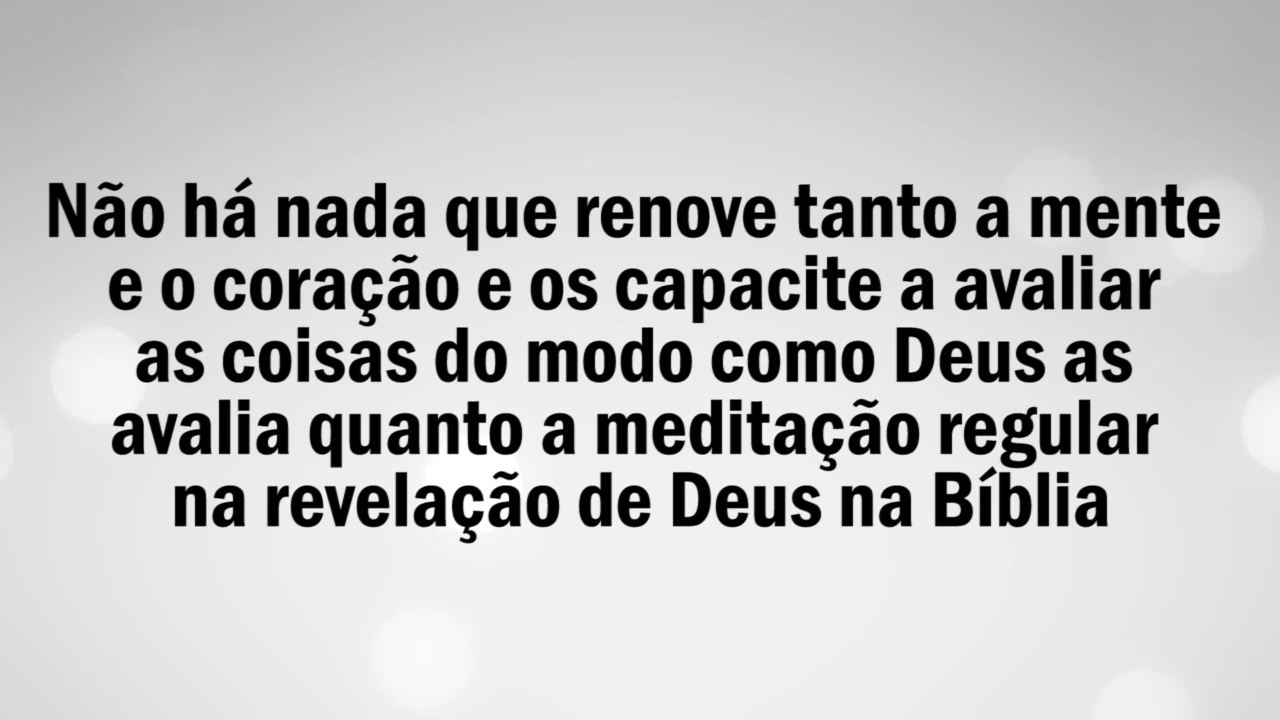 Não há nada que renove tanto a mente
e o coração e os capacite a avaliar
as coisas do modo como Deus as
avalia quanto a meditação regular
na revelação de Deus na Bíblia